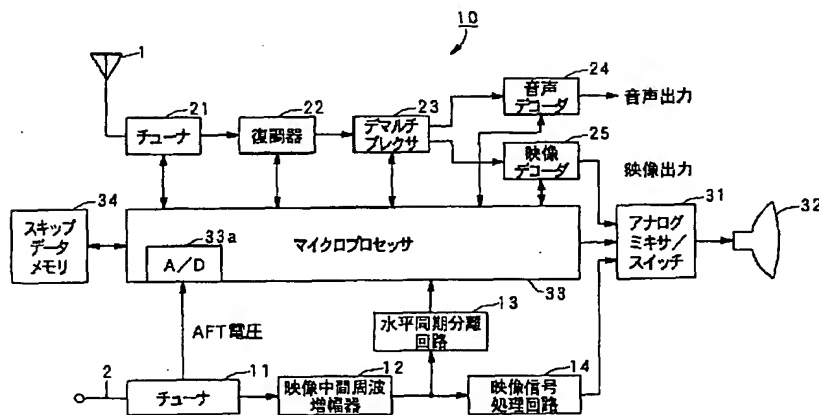 10
1
21
チューナ
22
復調器
23
デマルチ
プレクサ
24
音声
デコーダ
音声出力
25
映像
デコーダ
映像出力
34
スキップ
データ
メモリ
33a
A/D
マイクロプロセッサ
33
31
アナログ
ミキサ/
スイッチ
32
AFT電圧
13
水平同期分離
回路
2
11
チューナ
12
映像中間周波
増幅器
14
映像信号
処理回路